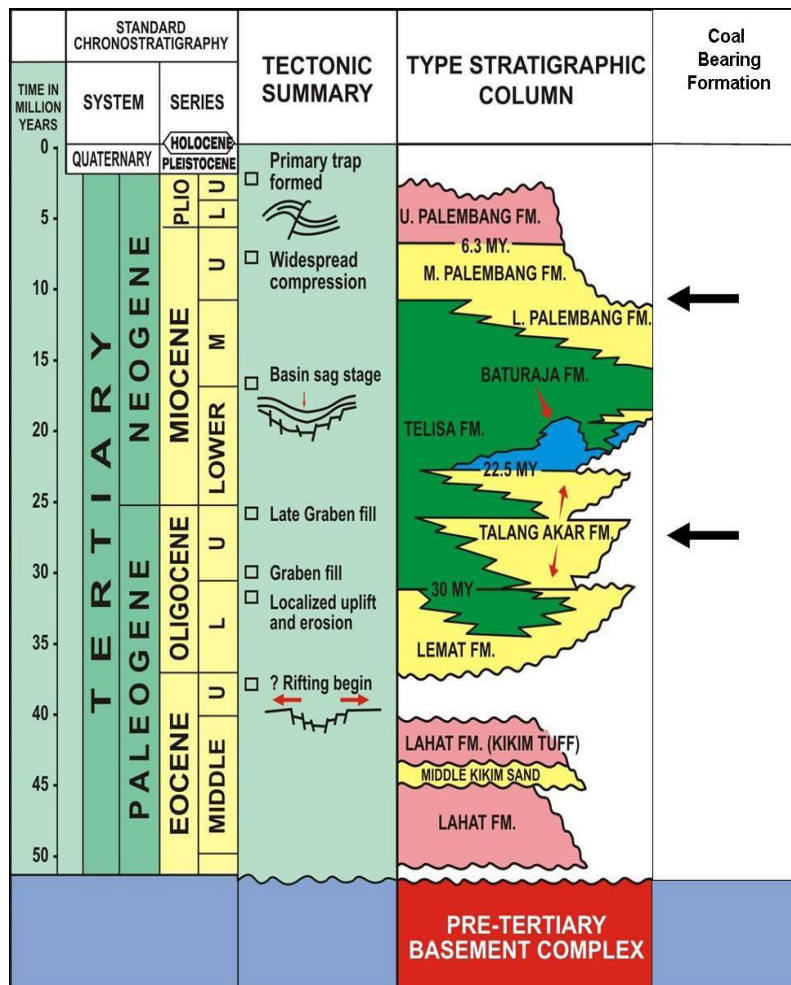 STANDARD
CHRONOSTRATIGRAPHY
TIME IN
MILLION
YEARS
SYSTEM
SERIES
TECTONIC
SUMMARY
TYPE STRATIGRAPHIC
COLUMN
Coal
Bearing
Formation
0
5
10
15
20
25
30
35
40
45
50
QUATERNARY
HOLOCENE
PLEISTOCENE
TERTIARY
NEOGENE
PALEOGENE
PLIO
U
L
MIOCENE
U
M
LOWER
OLIGOCENE
U
L
EOCENE
U
MIDDLE
Primary trap
formed
Widespread
compression
Basin sag stage
Late Graben fill
Graben fill
Localized uplift
and erosion
? Rifting begin
U. PALEMBANG FM.
6.3 MY.
M. PALEMBANG FM.
L. PALEMBANG FM.
BATURAJA FM.
TELISA FM.
22.5 MY
TALANG AKAR FM.
30 MY
LEMAT FM.
LAHAT FM. (KIKIM TUFF)
MIDDLE KIKIM SAND
LAHAT FM.
PRE-TERTIARY
BASEMENT COMPLEX